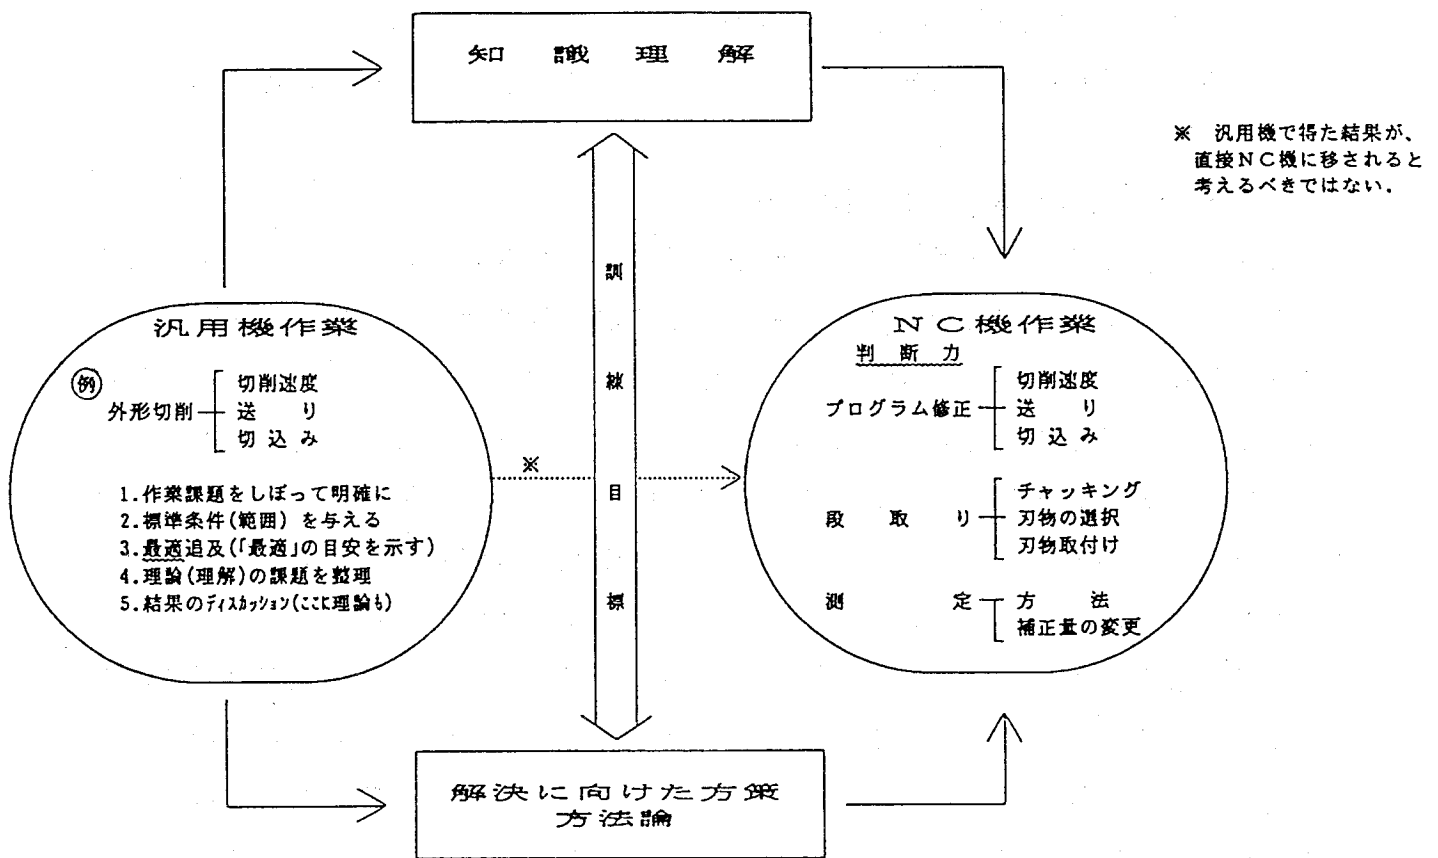 知識理解
※ 汎用機で得た結果が、
直接NC機に移されると
考えるべきではない.
訓練目標
汎用機作業
例
外形切削
切削速度
送り
切込み
1.作業課題をしぼって明確に
2.標準条件(範囲)を与える
3.最適追及(「最適」の目安を示す)
4.理論(理解)の課題を整理
5.結果のディスカッション(ここに理論も)
※
NC機作業
判断力
プログラム修正
切削速度
送り
切込み
段取り
チャッキング
刃物の選択
刃物取付け
測定
方法
補正量の変更
解決に向けた方策
方法論